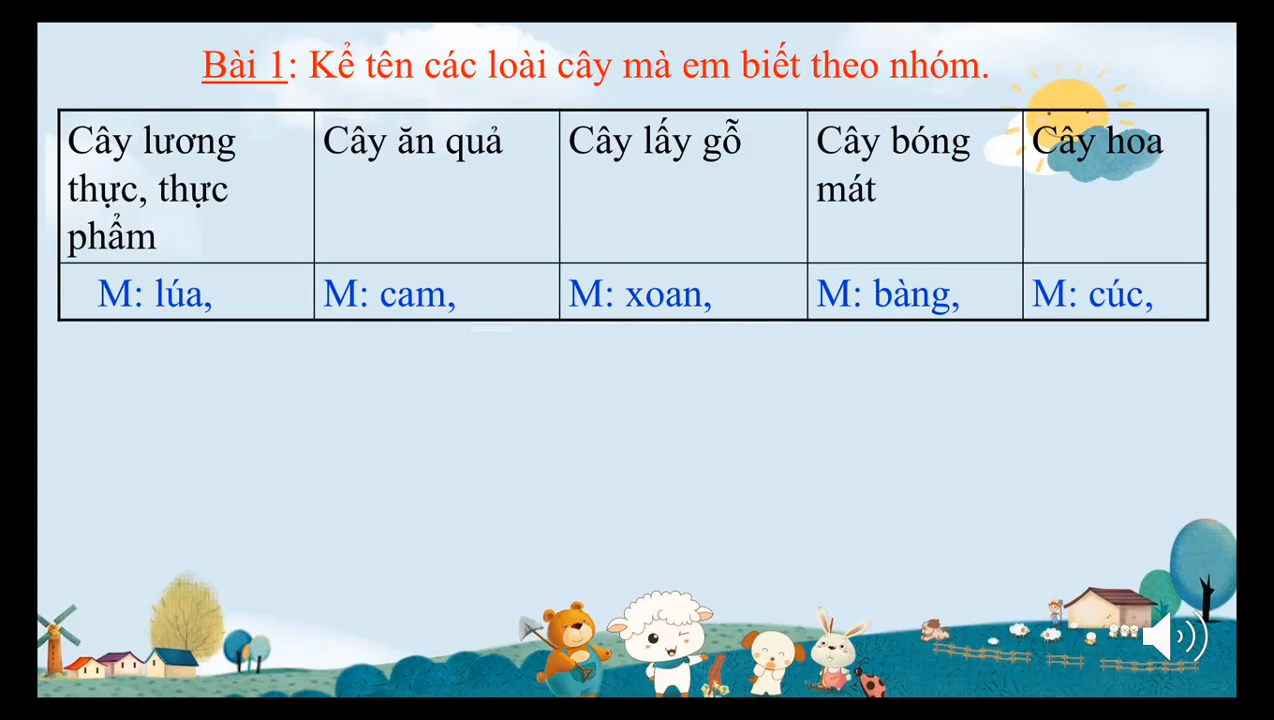 Bài 1: Kể tên các loài cây mà em biết theo nhóm.
Cây lương thực, thực phẩm
Cây ăn quả
Cây lấy gỗ
Cây bóng mát
Cây hoa
M: lúa,
M: cam,
M: xoan,
M: bàng,
M: cúc,